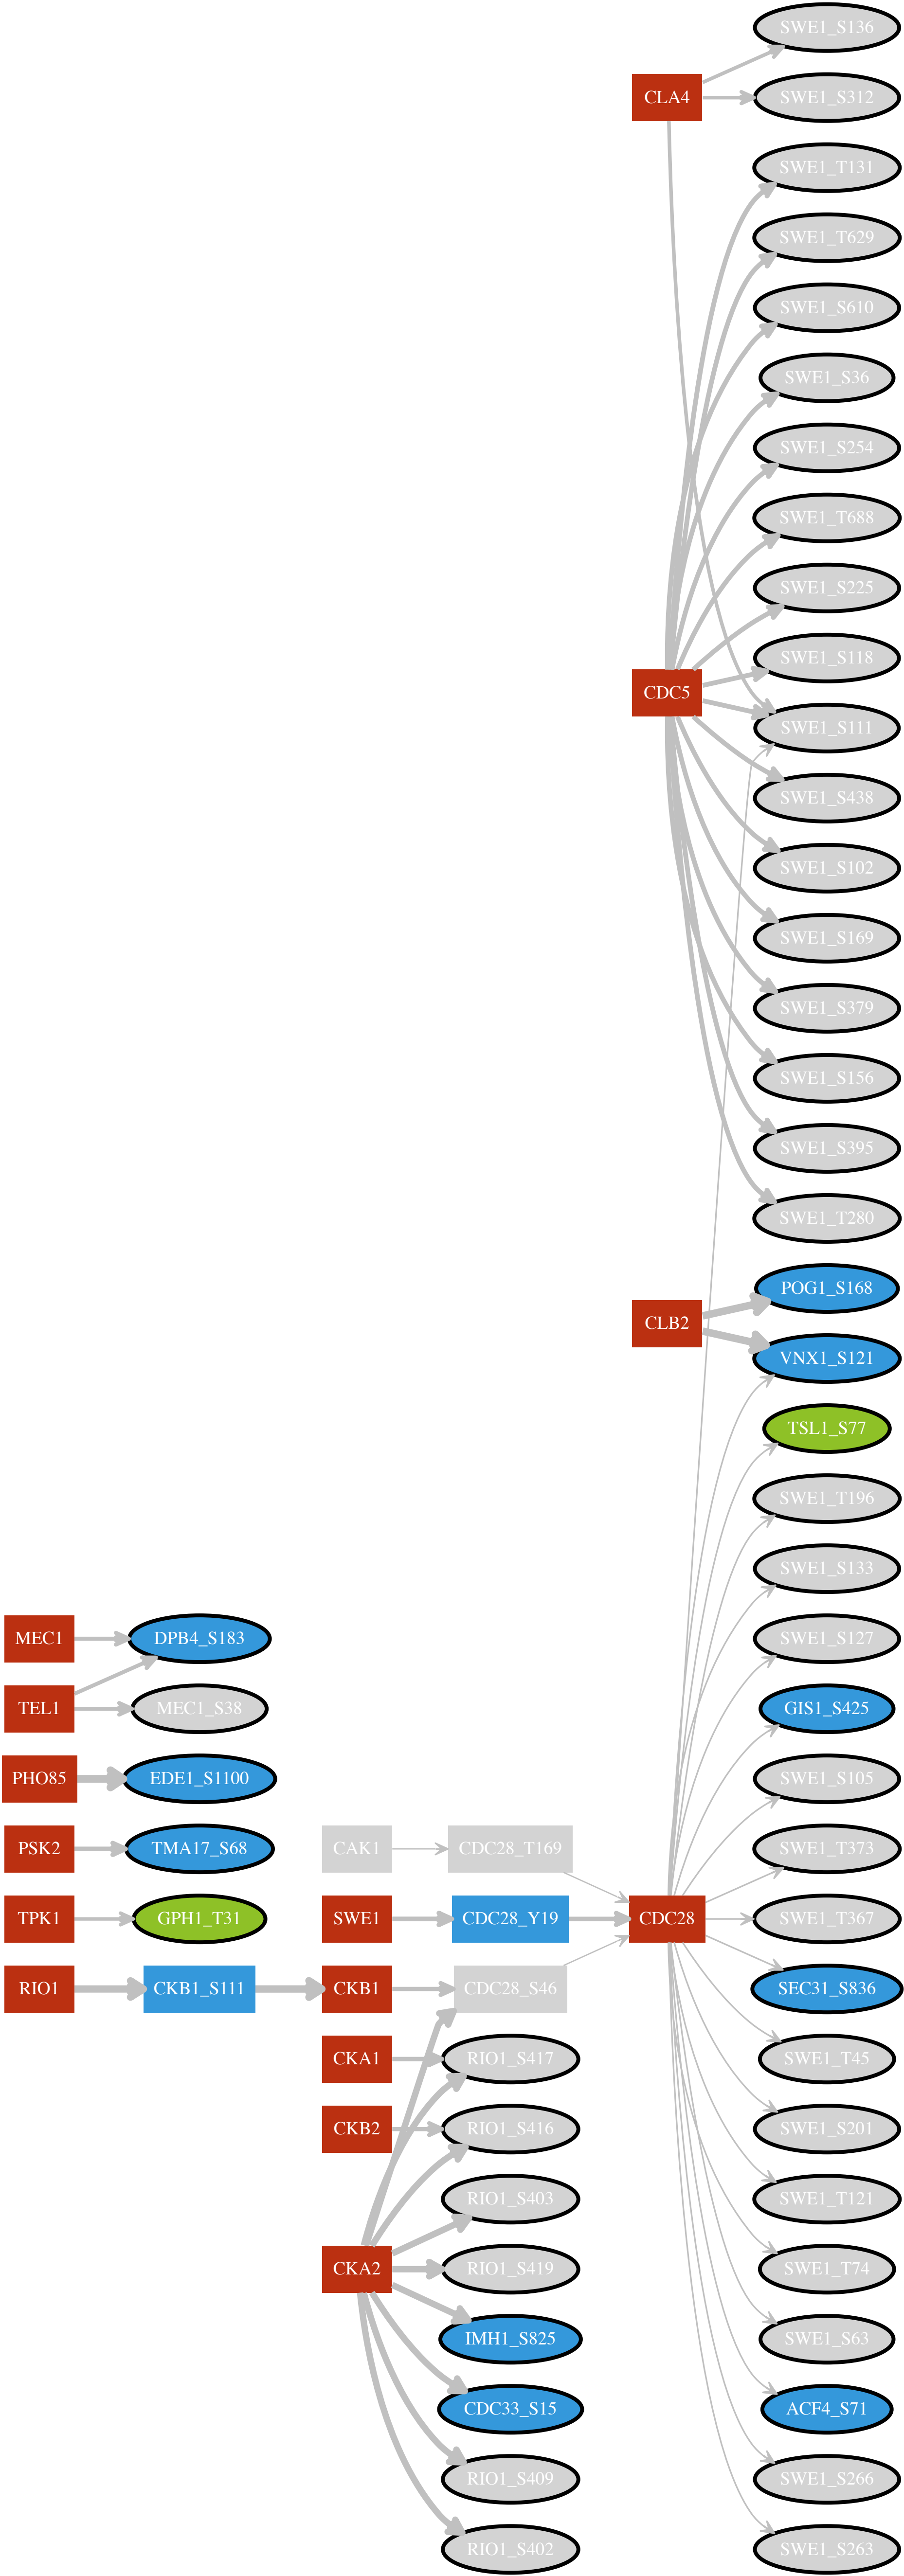 SWE1_S136
CLA4
SWE1_S312
SWE1_T131
SWE1_T629
SWE1_S610
SWE1_S36
SWE1_S254
SWE1_T688
SWE1_S225
SWE1_S118
CDC5
SWE1_S111
SWE1_S438
SWE1_S102
SWE1_S169
SWE1_S379
SWE1_S156
SWE1_S395
SWE1_T280
POG1_S168
CLB2
VNX1_S121
TSL1_S77
SWE1_T196
SWE1_S133
MEC1
DPB4_S183
SWE1_S127
TEL1
MEC1_S38
GIS1_S425
PHO85
EDE1_S1100
SWE1_S105
PSK2
TMA17_S68
CAK1
CDC28_T169
SWE1_T373
TPK1
GPH1_T31
SWE1
CDC28_Y19
CDC28
SWE1_T367
RIO1
CKB1_S111
CKB1
CDC28_S46
SEC31_S836
CKA1
RIO1_S417
SWE1_T45
CKB2
RIO1_S416
SWE1_S201
RIO1_S403
SWE1_T121
CKA2
RIO1_S419
SWE1_T74
IMH1_S825
SWE1_S63
CDC33_S15
ACF4_S71
RIO1_S409
SWE1_S266
RIO1_S402
SWE1_S263